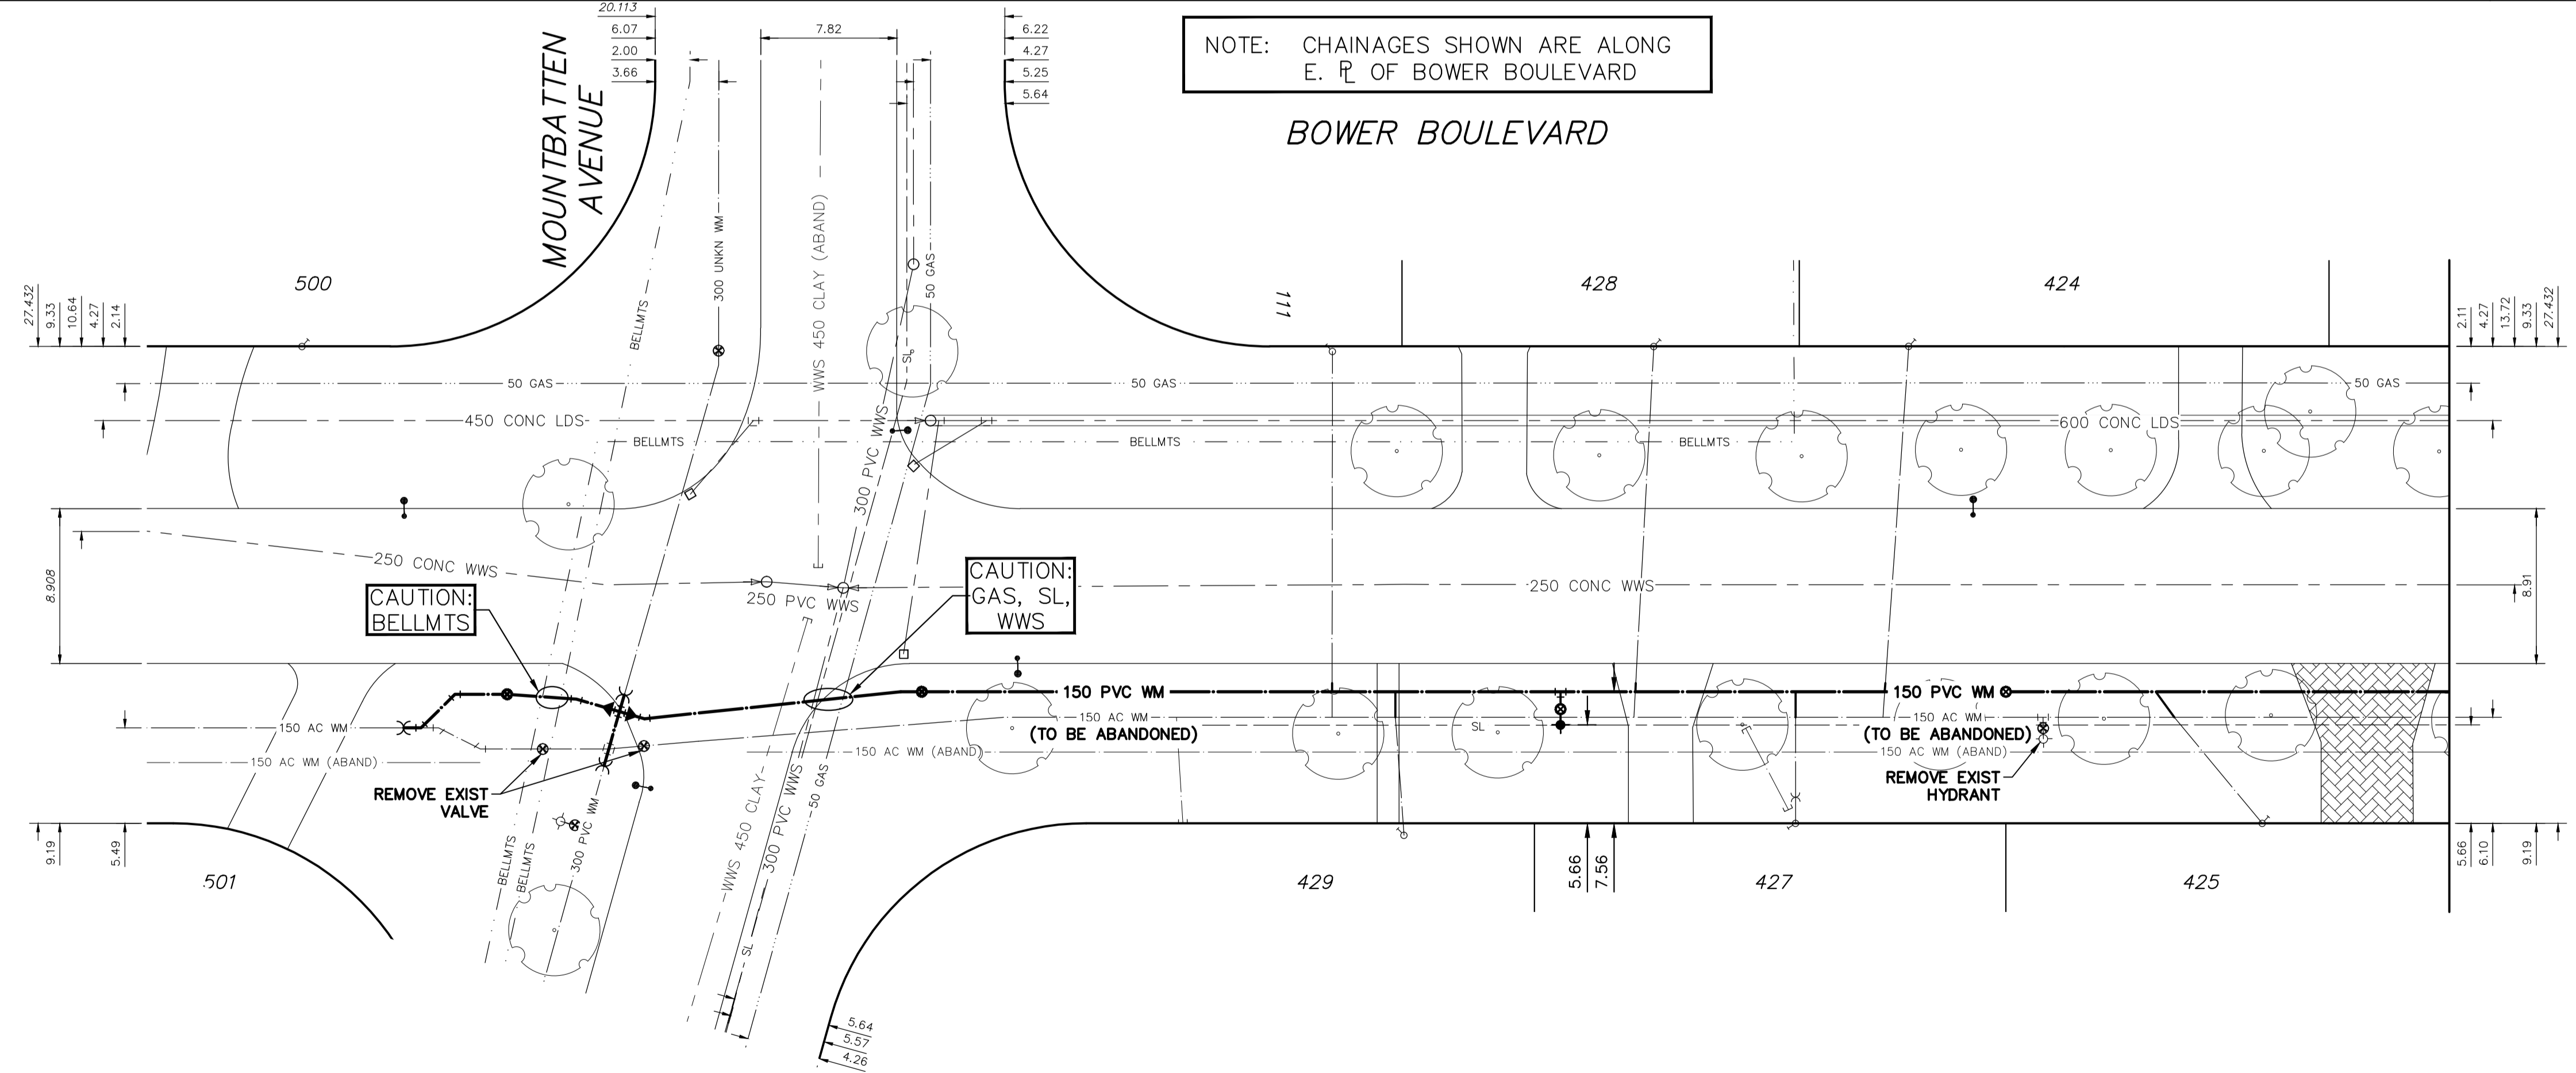 20.113
6.07
2.00
3.66
7.82
6.22
4.27
5.25
5.64
NOTE: CHAINAGES SHOWN ARE ALONG
E. ℙL OF BOWER BOULEVARD
BOWER BOULEVARD
MOUNTBATTEN
AVENUE
500
111
428
424
27.432
9.33
10.64
4.27
2.14
2.11
4.27
13.72
9.33
27.432
BELLMTS
300 UNKN WM
WWS 450 CLAY (ABAND)
SL
50 GAS
50 GAS
50 GAS
50 GAS
450 CONC LDS
600 CONC LDS
BELLMTS
BELLMTS
BELLMTS
300 PVC WWS
8.908
8.91
250 CONC WWS
250 PVC WWS
250 CONC WWS
CAUTION:
BELLMTS
CAUTION:
GAS, SL,
WWS
150 PVC WM
150 PVC WM
150 AC WM
150 AC WM
150 AC WM
(TO BE ABANDONED)
(TO BE ABANDONED)
SL
150 AC WM (ABAND)
150 AC WM (ABAND)
150 AC WM (ABAND)
REMOVE EXIST
VALVE
REMOVE EXIST
HYDRANT
BELLMTS
BELLMTS
300 PVC WM
WWS 450 CLAY
300 PVC WWS
50 GAS
SL
9.19
5.49
5.66
7.56
5.66
6.10
9.19
501
429
427
425
5.64
5.57
4.26